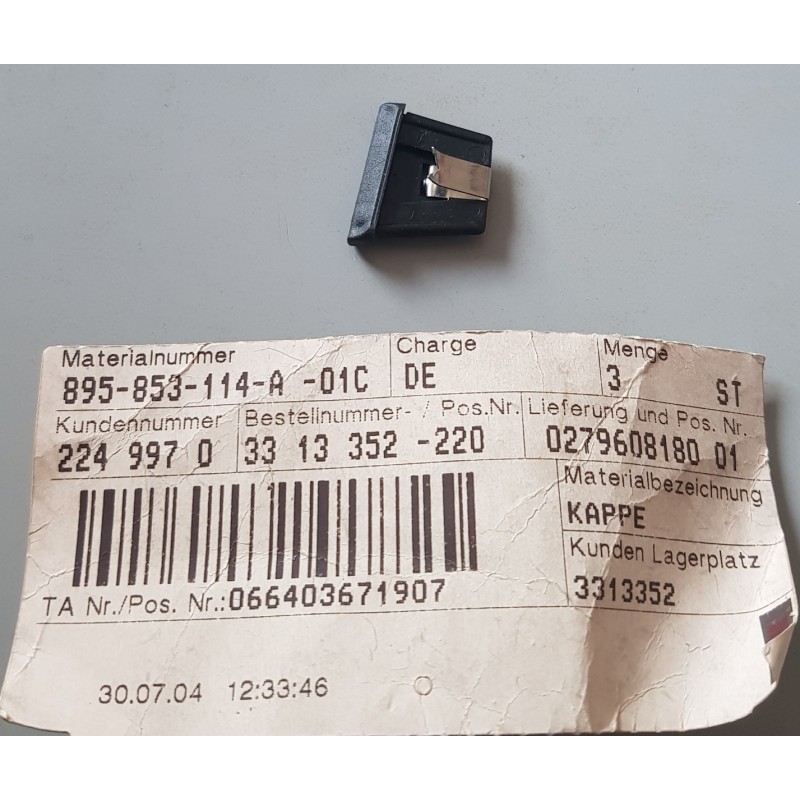 Materialnummer Charge Menge
895-853-114-A -01C DE 3 ST
Kundennummer Bestellnummer- / Pos.Nr. Lieferung und Pos. Nr.
224 997 0 33 13 352 -220 0279608180 01
Materialbezeichnung
KAPPE
Kunden Lagerplatz
TA Nr./Pos. Nr.:066403671907 3313352
30.07.04 12:33:46